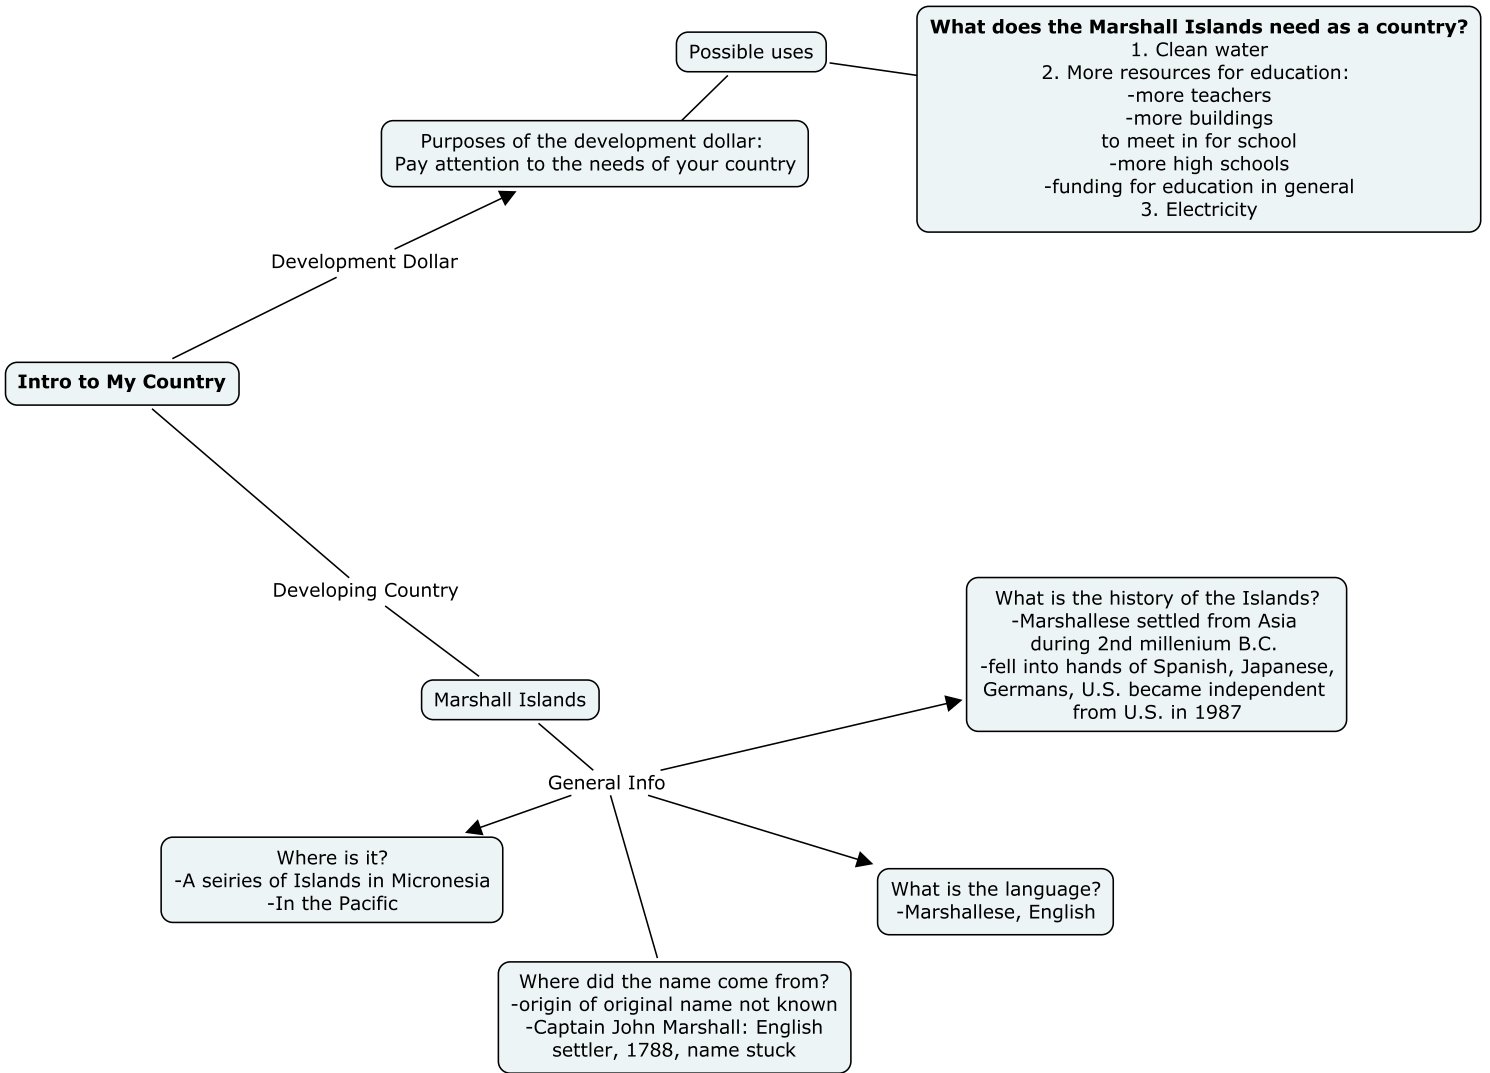 Possible uses
What does the Marshall Islands need as a country?
1. Clean water
2. More resources for education:
-more teachers
-more buildings
to meet in for school
-more high schools
-funding for education in general
3. Electricity
Purposes of the development dollar:
Pay attention to the needs of your country
Development Dollar
Intro to My Country
Developing Country
Marshall Islands
General Info
What is the history of the Islands?
-Marshallese settled from Asia
during 2nd millenium B.C.
-fell into hands of Spanish, Japanese,
Germans, U.S. became independent
from U.S. in 1987
Where is it?
-A seiries of Islands in Micronesia
-In the Pacific
What is the language?
-Marshallese, English
Where did the name come from?
-origin of original name not known
-Captain John Marshall: English
settler, 1788, name stuck